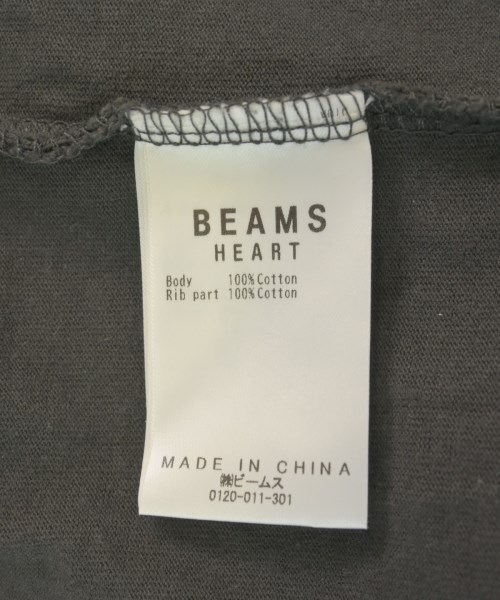 BEAMS
HEART
Body 100%Cotton
Rib part 100%Cotton
MADE IN CHINA
㈱ビームス
0120-011-301